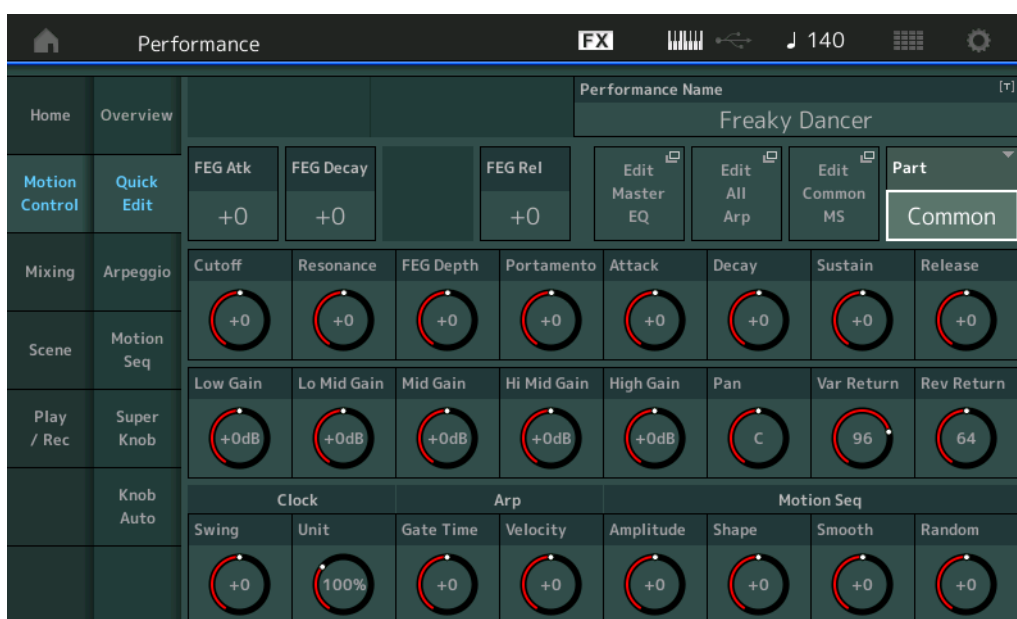 Performance
FX
♩ 140
Home
Overview
Performance Name
[T]
Freaky Dancer
Motion
Control
Quick
Edit
FEG Atk
+0
FEG Decay
+0
FEG Rel
+0
Edit
Master
EQ
Edit
All
Arp
Edit
Common
MS
Part
Common
Mixing
Arpeggio
Cutoff
Resonance
FEG Depth
Portamento
Attack
Decay
Sustain
Release
+0
+0
+0
+0
+0
+0
+0
+0
Scene
Motion
Seq
Low Gain
Lo Mid Gain
Mid Gain
Hi Mid Gain
High Gain
Pan
Var Return
Rev Return
Play
/ Rec
Super
Knob
+0dB
+0dB
+0dB
+0dB
+0dB
C
96
64
Knob
Auto
Clock
Arp
Motion Seq
Swing
Unit
Gate Time
Velocity
Amplitude
Shape
Smooth
Random
+0
100%
+0
+0
+0
+0
+0
+0